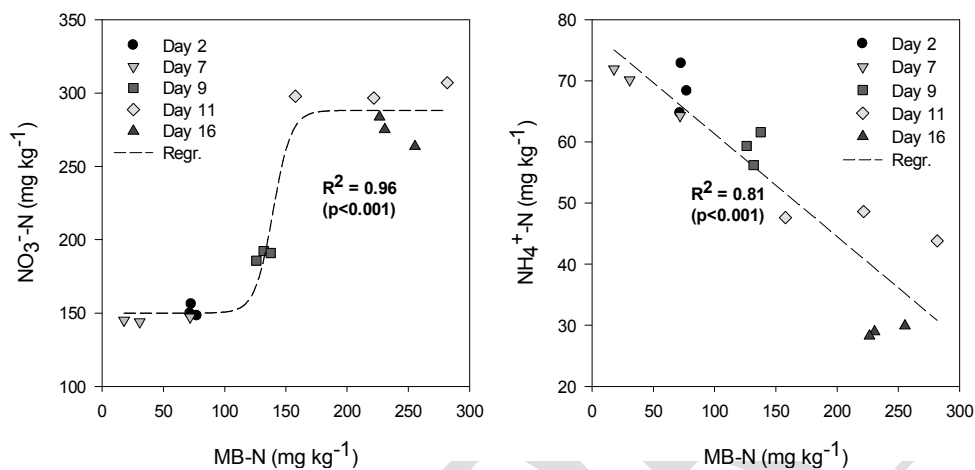 350
300
250
200
150
100
NO3⁻-N (mg kg⁻¹)
Day 2
Day 7
Day 9
Day 11
Day 16
Regr.
R² = 0.96
(p<0.001)
0 50 100 150 200 250 300
MB-N (mg kg⁻¹)
80
70
60
50
40
30
20
NH4⁺-N (mg kg⁻¹)
Day 2
Day 7
Day 9
Day 11
Day 16
Regr.
R² = 0.81
(p<0.001)
0 50 100 150 200 250 300
MB-N (mg kg⁻¹)